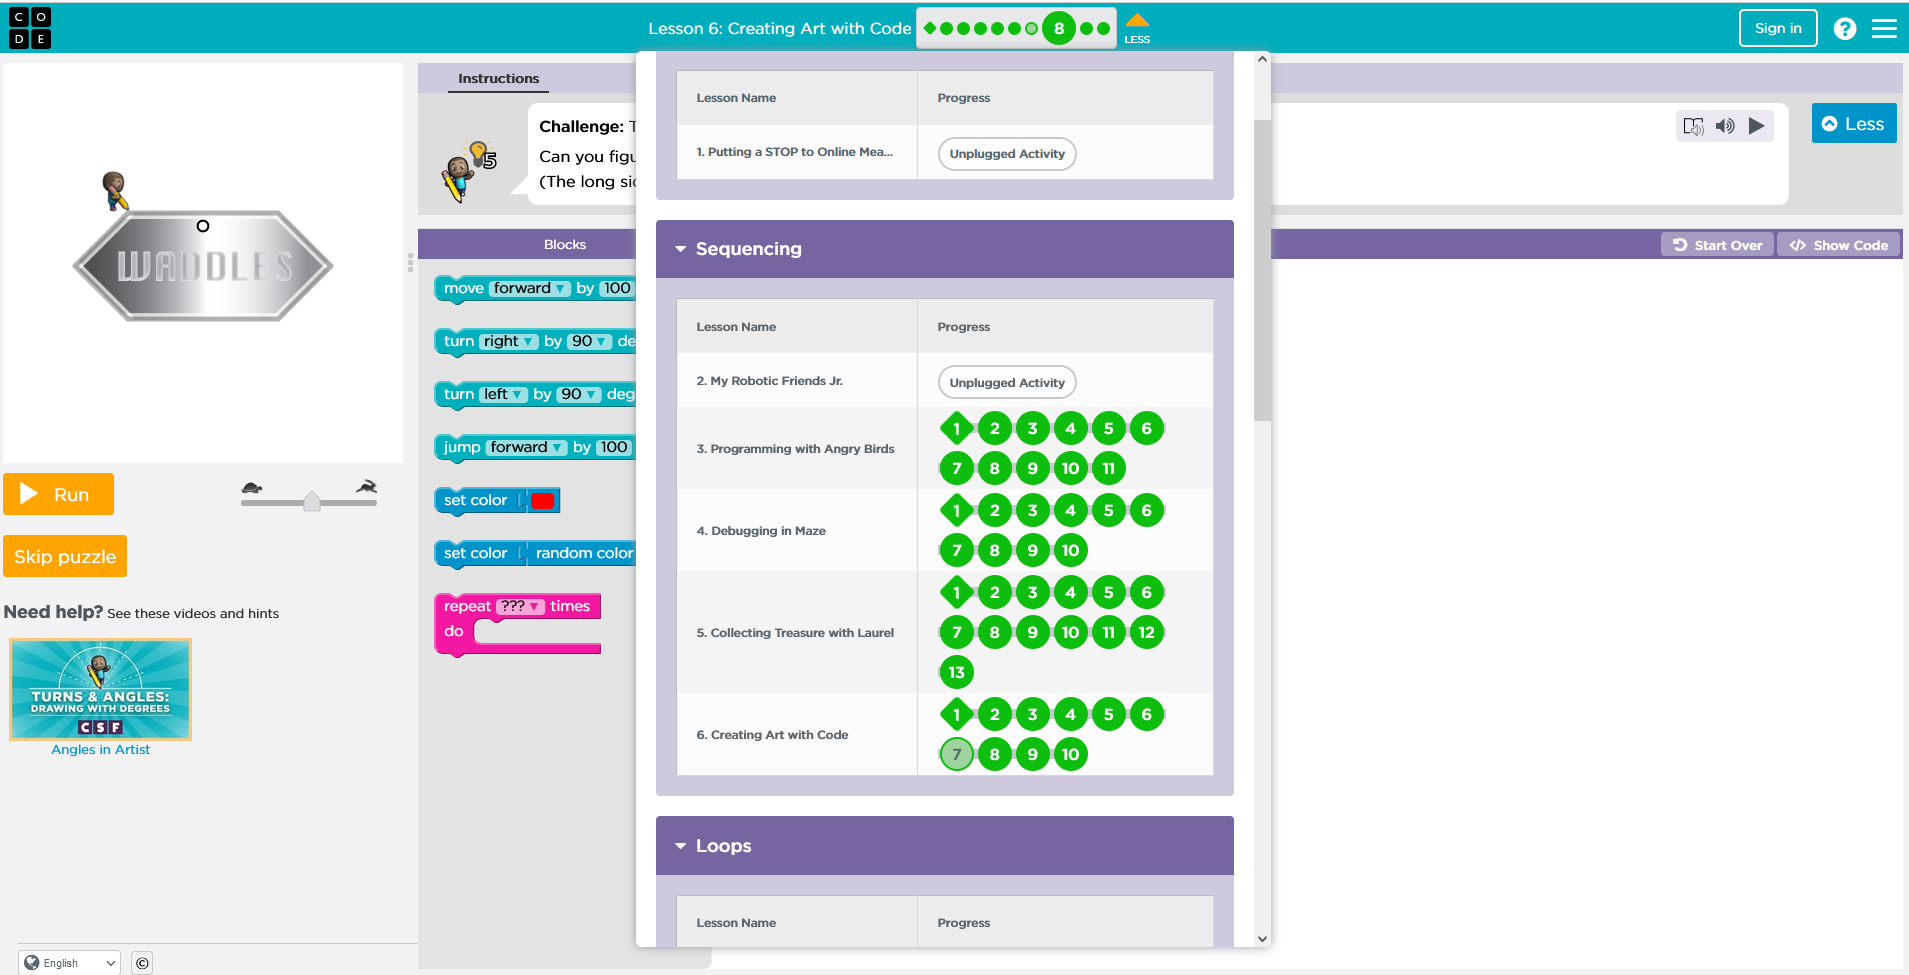 C O
D E
Lesson 6: Creating Art with Code
8
LESS
Sign in
?
Instructions
5
Challenge: T
Can you figu
(The long sid
Less
Lesson Name Progress
1. Putting a STOP to Online Mea... Unplugged Activity
WADDLES
Blocks
Start Over
Show Code
move forward by 100
turn right by 90 de
turn left by 90 deg
jump forward by 100
set color
set color random color
repeat ??? times
do
Sequencing
Lesson Name Progress
2. My Robotic Friends Jr. Unplugged Activity
3. Programming with Angry Birds 1 2 3 4 5 6
7 8 9 10 11
4. Debugging in Maze 1 2 3 4 5 6
7 8 9 10
5. Collecting Treasure with Laurel 1 2 3 4 5 6
7 8 9 10 11 12
13
6. Creating Art with Code 1 2 3 4 5 6
7 8 9 10
Loops
Lesson Name Progress
Run
Skip puzzle
Need help? See these videos and hints
TURNS & ANGLES:
DRAWING WITH DEGREES
C S F
Angles in Artist
English
©